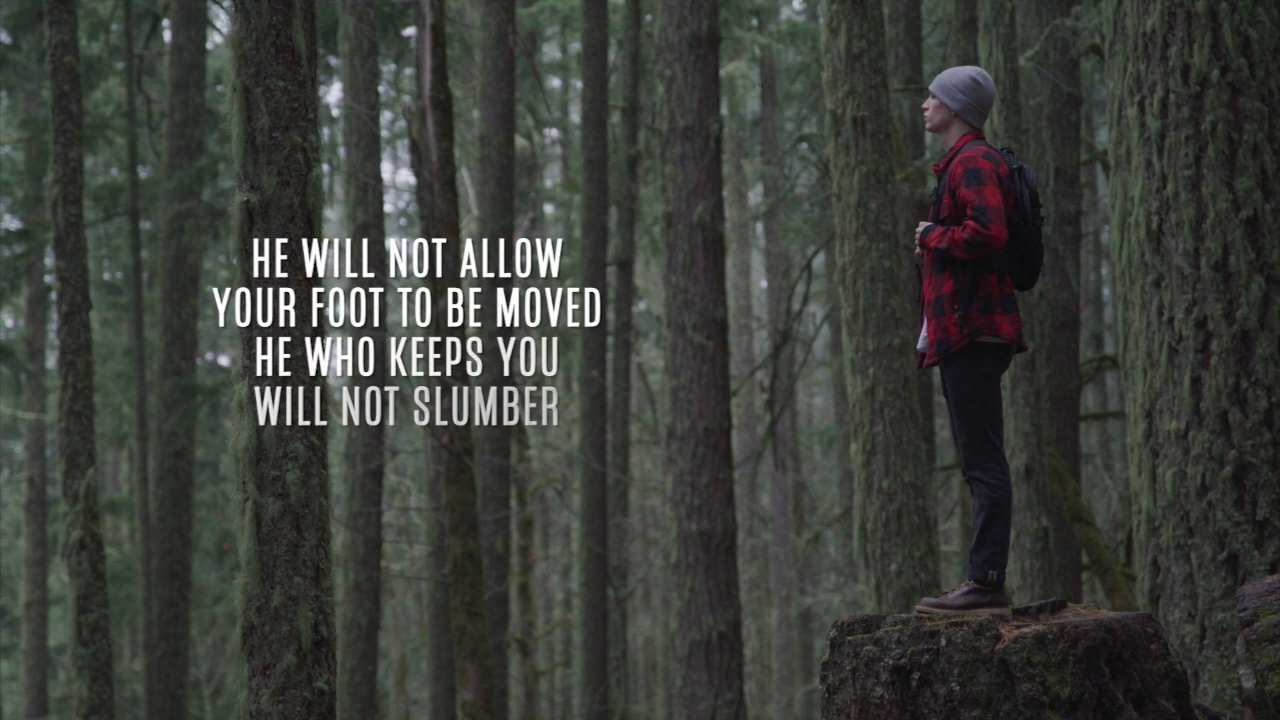 HE WILL NOT ALLOW
YOUR FOOT TO BE MOVED
HE WHO KEEPS YOU
WILL NOT SLUMBER